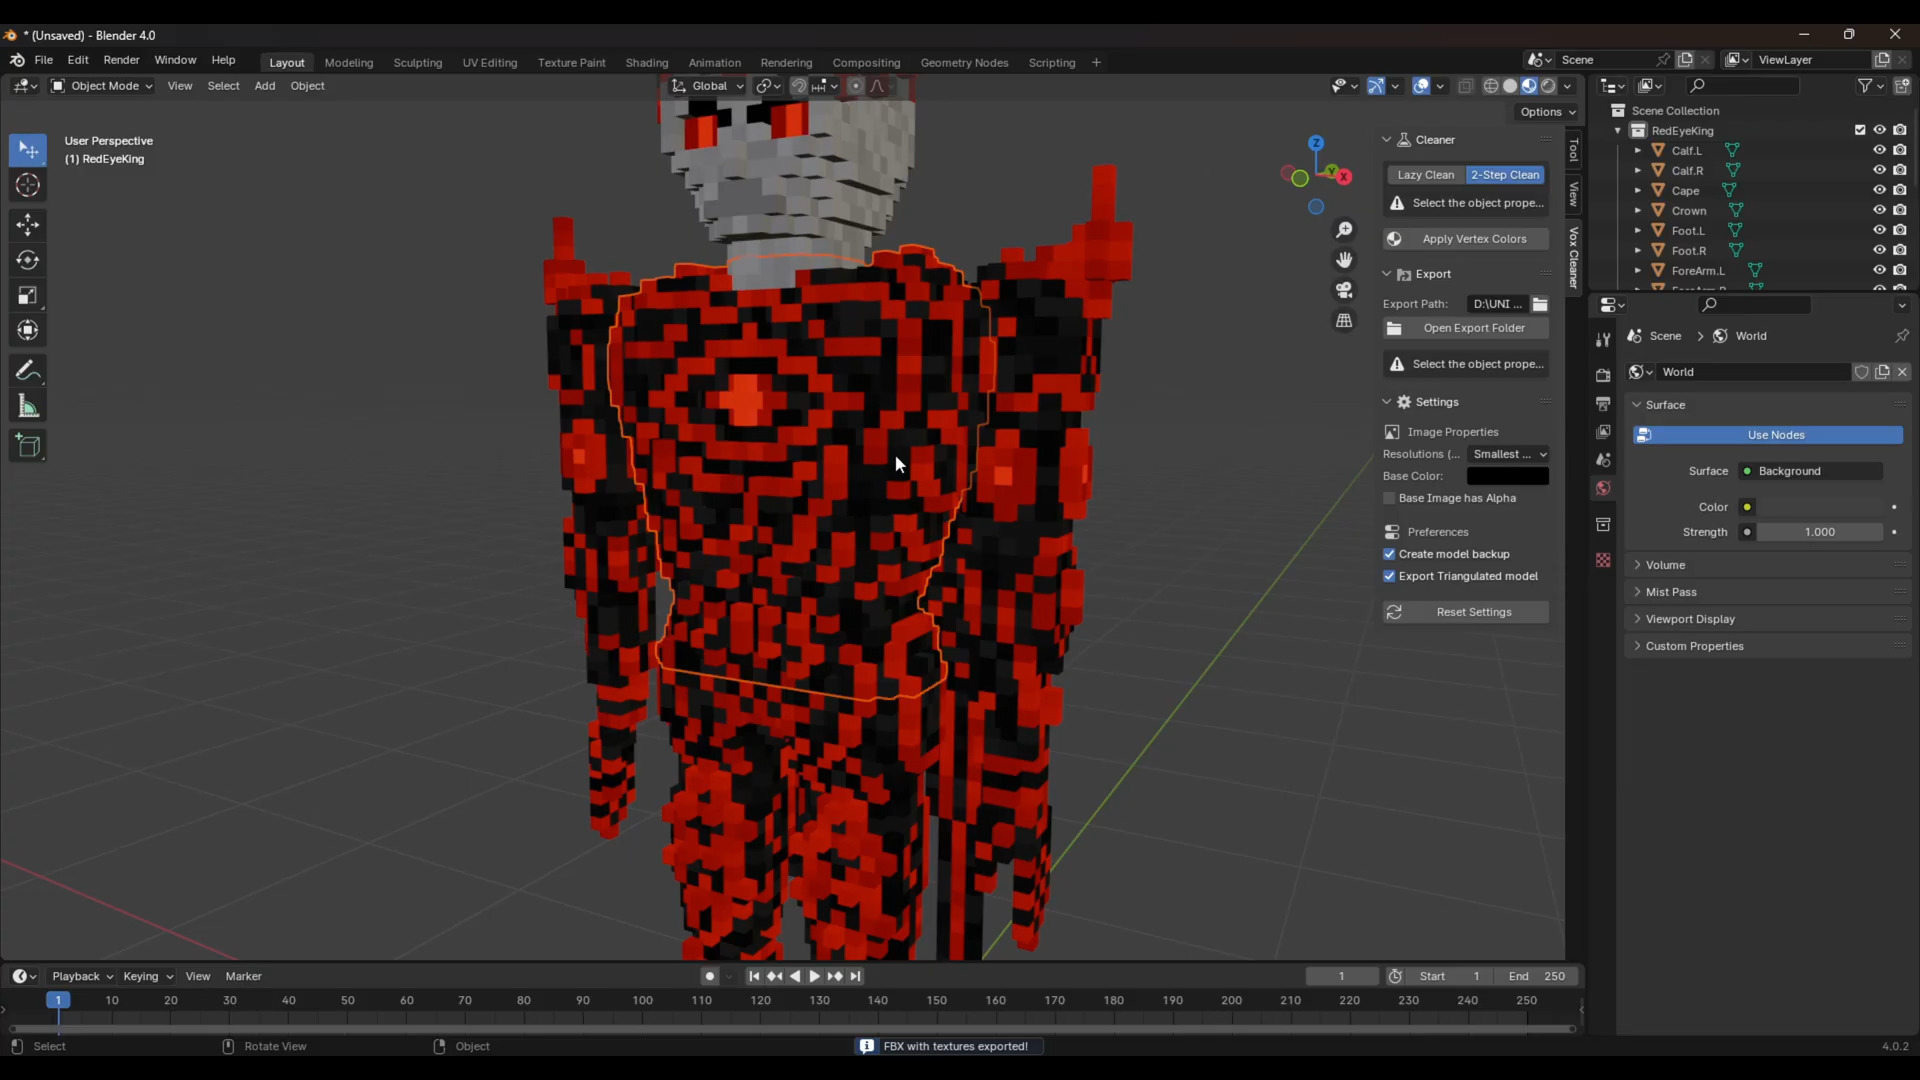 * (Unsaved) - Blender 4.0
File Edit Render Window Help Layout Modeling Sculpting UV Editing Texture Paint Shading Animation Rendering Compositing Geometry Nodes Scripting + Scene ViewLayer
Object Mode View Select Add Object Global
Options
User Perspective
(1) RedEyeKing
Z
Y
X
Cleaner
Lazy Clean 2-Step Clean
Select the object prope...
Apply Vertex Colors
Export
Export Path: D:\UNI ...
Open Export Folder
Select the object prope...
Settings
Image Properties
Resolutions (... Smallest ...
Base Color:
Base Image has Alpha
Preferences
Create model backup
Export Triangulated model
Reset Settings
Tool
View
Vox Cleaner
Scene Collection
RedEyeKing
Calf.L
Calf.R
Cape
Crown
Foot.L
Foot.R
ForeArm.L
Scene > World
World
Surface
Use Nodes
Surface Background
Color
Strength 1.000
Volume
Mist Pass
Viewport Display
Custom Properties
Playback Keying View Marker 1 Start 1 End 250
1 10 20 30 40 50 60 70 80 90 100 110 120 130 140 150 160 170 180 190 200 210 220 230 240 250
Select Rotate View Object FBX with textures exported! 4.0.2